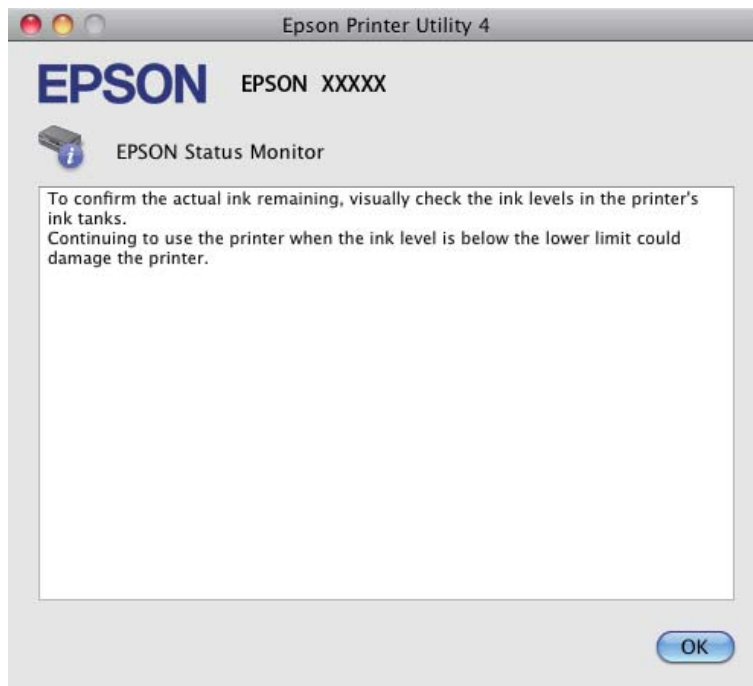 Epson Printer Utility 4
EPSON EPSON XXXXX
EPSON Status Monitor
To confirm the actual ink remaining, visually check the ink levels in the printer's
ink tanks.
Continuing to use the printer when the ink level is below the lower limit could
damage the printer.
OK